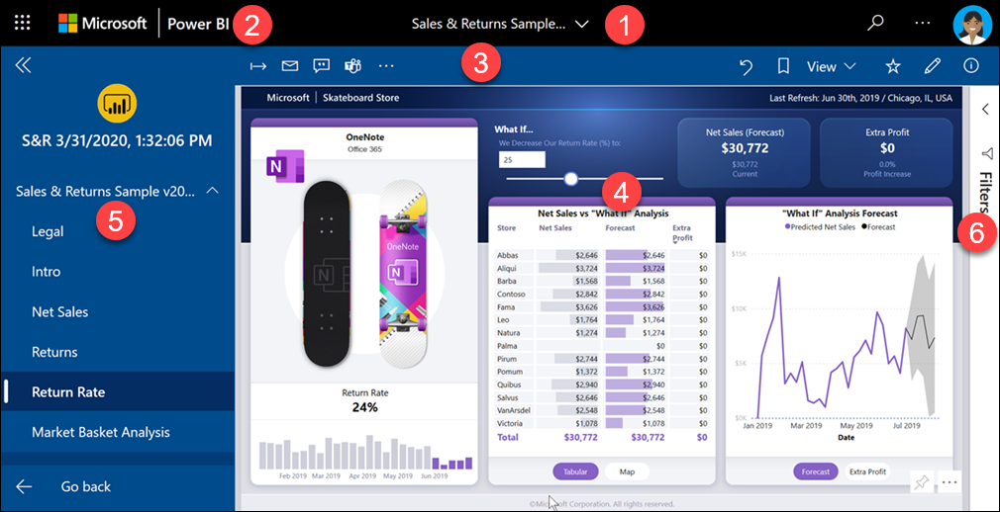 Microsoft Power BI 2 Sales & Returns Sample... 1
3 View
S&R 3/31/2020, 1:32:06 PM
Sales & Returns Sample v20...
5
Legal
Intro
Net Sales
Returns
Return Rate
Market Basket Analysis
Go back
Microsoft Skateboard Store Last Refresh: Jun 30th, 2019 / Chicago, IL, USA
OneNote
Office 365
N
OneNote
N
Return Rate
24%
Feb 2019 Mar 2019 Apr 2019 May 2019 Jun 2019
What If...
We Decrease Our Return Rate (%) to:
25
4
Net Sales (Forecast)
$30,772
$30,772
Current
Extra Profit
$0
0.0%
Profit Increase
Net Sales vs "What If" Analysis
Store Net Sales Forecast Extra
Profit
Abbas $2,646 $2,646 $0
Aliqui $3,724 $3,724 $0
Barba $1,568 $1,568 $0
Contoso $2,842 $2,842 $0
Fama $3,626 $3,626 $0
Leo $1,764 $1,764 $0
Natura $1,274 $1,274 $0
Palma $0 $0
Pirum $2,744 $2,744 $0
Pomum $1,372 $1,372 $0
Quibus $2,940 $2,940 $0
Salvus $2,646 $2,646 $0
VanArsdel $2,548 $2,548 $0
Victoria $1,078 $1,078 $0
Total $30,772 $30,772 $0
Tabular Map
"What If" Analysis Forecast
Predicted Net Sales Forecast
$15K
$10K
$5K
$0K
Jan 2019 Mar 2019 May 2019 Jul 2019
Date
Forecast Extra Profit
Filters
6
©Microsoft Corporation. All rights reserved.